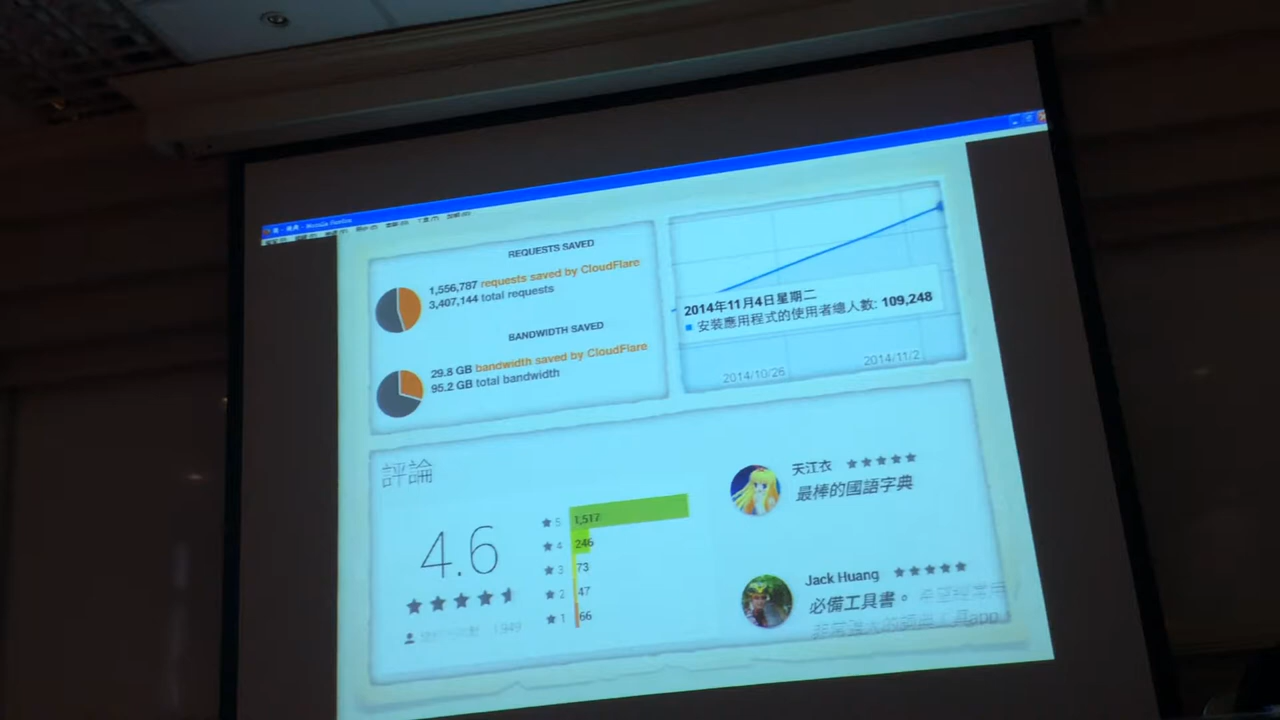 REQUESTS SAVED
1,556,787 requests saved by CloudFlare
3,407,144 total requests
BANDWIDTH SAVED
29.8 GB bandwidth saved by CloudFlare
95.2 GB total bandwidth
2014年11月4日星期二
安裝應用程式的使用者總人數: 109,248
2014/10/26
2014/11/2
評論
4.6
1,949
5 1,517
4 246
3 73
2 47
1 66
天江衣
最棒的國語字典
Jack Huang
必備工具書。
app